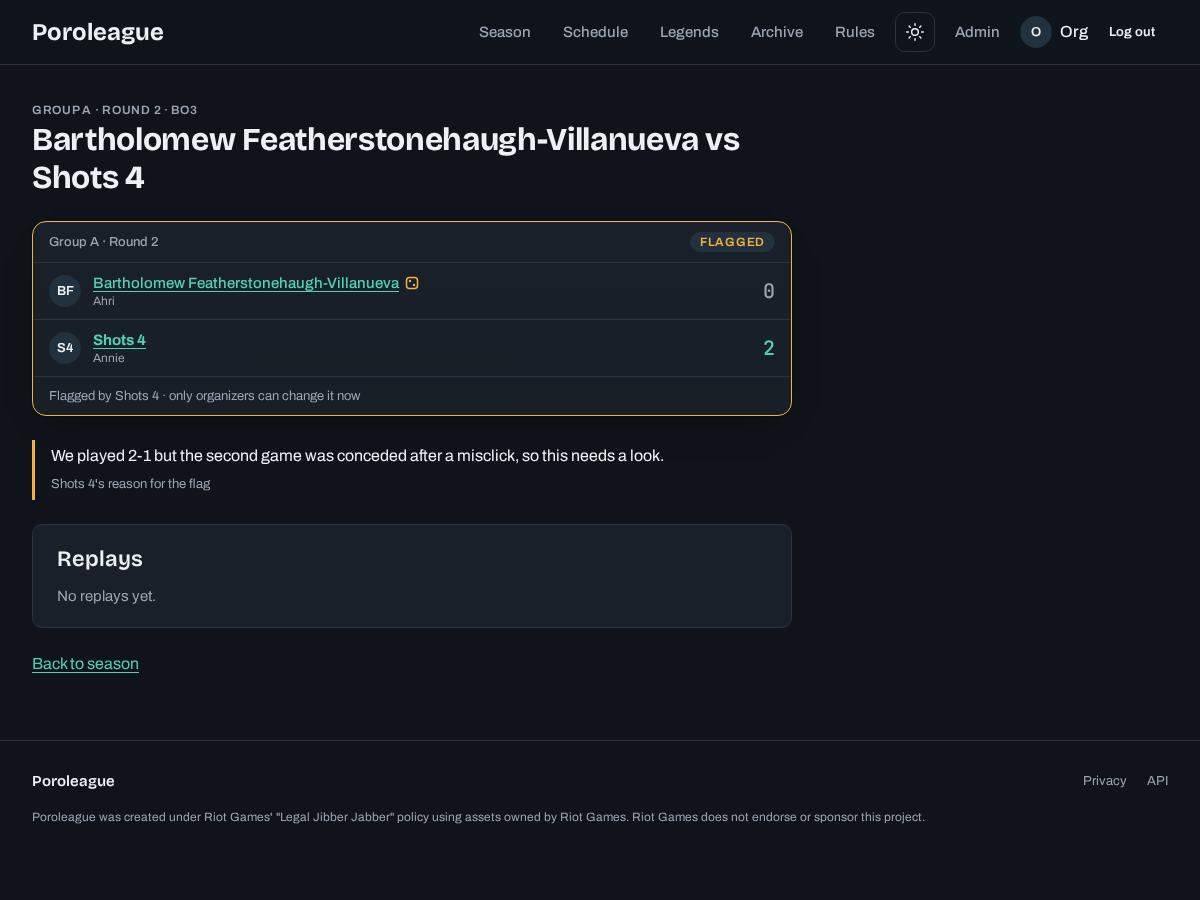 Poroleague
Season Schedule Legends Archive Rules Admin O Org Log out
GROUP A · ROUND 2 · BO3
Bartholomew Featherstonehaugh-Villanueva vs
Shots 4
Group A · Round 2 FLAGGED
BF Bartholomew Featherstonehaugh-Villanueva 0
Ahri
S4 Shots 4 2
Annie
Flagged by Shots 4 · only organizers can change it now
We played 2-1 but the second game was conceded after a misclick, so this needs a look.
Shots 4's reason for the flag
Replays
No replays yet.
Back to season
Poroleague Privacy API
Poroleague was created under Riot Games' "Legal Jibber Jabber" policy using assets owned by Riot Games. Riot Games does not endorse or sponsor this project.